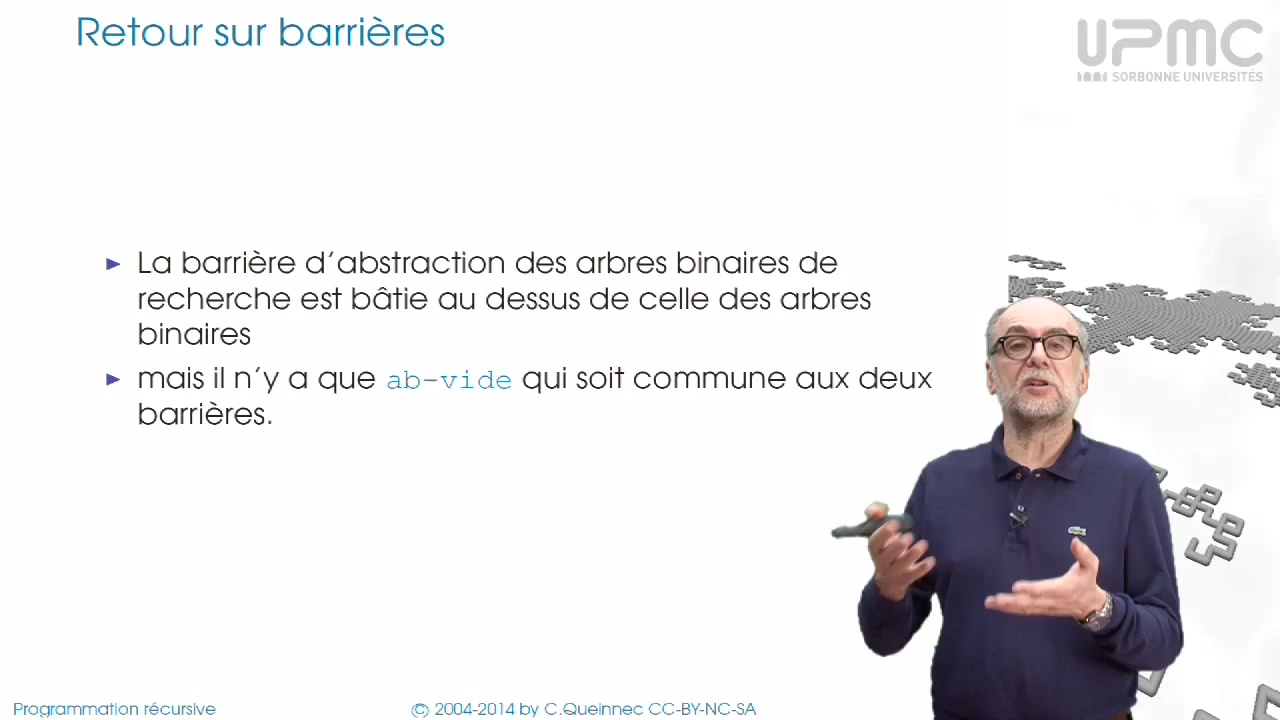 Retour sur barrières
UPMC
SORBONNE UNIVERSITÉS
La barrière d'abstraction des arbres binaires de
recherche est bâtie au dessus de celle des arbres
binaires
mais il n'y a que ab-vide qui soit commune aux deux
barrières.
Programmation récursive
© 2004-2014 by C.Queinnec CC-BY-NC-SA